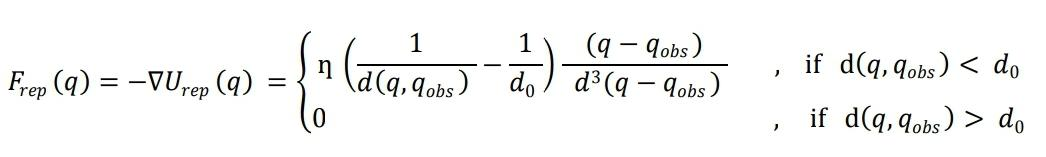 F_rep (q) = −∇U_rep (q) = { η ( 1 / d(q, q_obs) − 1 / d_0 ) (q − q_obs) / d³(q − q_obs) , if d(q, q_obs) < d_0
0 , if d(q, q_obs) > d_0